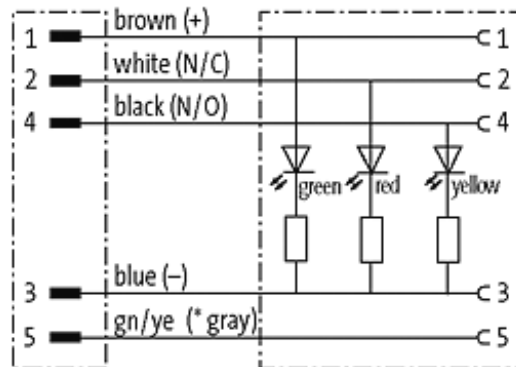 1 brown (+) 1
2 white (N/C) 2
4 black (N/O) 4
green red yellow
3 blue (–) 3
5 gn/ye (* gray) 5